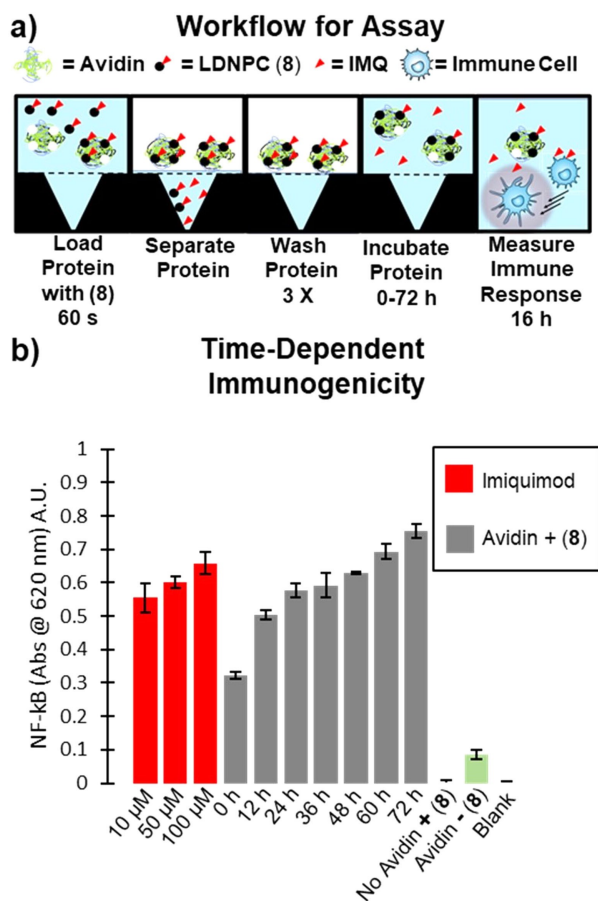 a) Workflow for Assay
= Avidin = LDNPC (8) = IMQ = Immune Cell
Load
Protein
with (8)
60 s
Separate
Protein
Wash
Protein
3 X
Incubate
Protein
0-72 h
Measure
Immune
Response
16 h
b) Time-Dependent
Immunogenicity
NF-kB (Abs @ 620 nm) A.U.
1
0.9
0.8
0.7
0.6
0.5
0.4
0.3
0.2
0.1
0
Imiquimod
Avidin + (8)
10 µM
50 µM
100 µM
0 h
12 h
24 h
36 h
48 h
60 h
72 h
No Avidin + (8)
Avidin - (8)
Blank